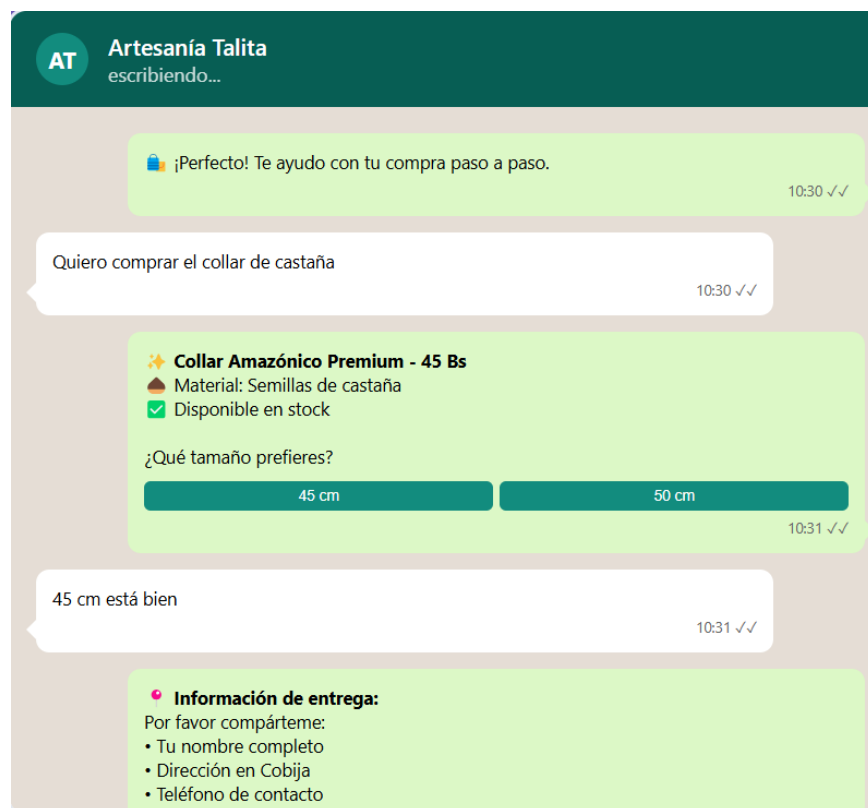 AT
Artesanía Talita
escribiendo...
🛍️ ¡Perfecto! Te ayudo con tu compra paso a paso.
10:30 ✓✓
Quiero comprar el collar de castaña
10:30 ✓✓
✨ Collar Amazónico Premium - 45 Bs
🌰 Material: Semillas de castaña
✅ Disponible en stock
¿Qué tamaño prefieres?
45 cm
50 cm
10:31 ✓✓
45 cm está bien
10:31 ✓✓
📍 Información de entrega:
Por favor compárteme:
• Tu nombre completo
• Dirección en Cobija
• Teléfono de contacto